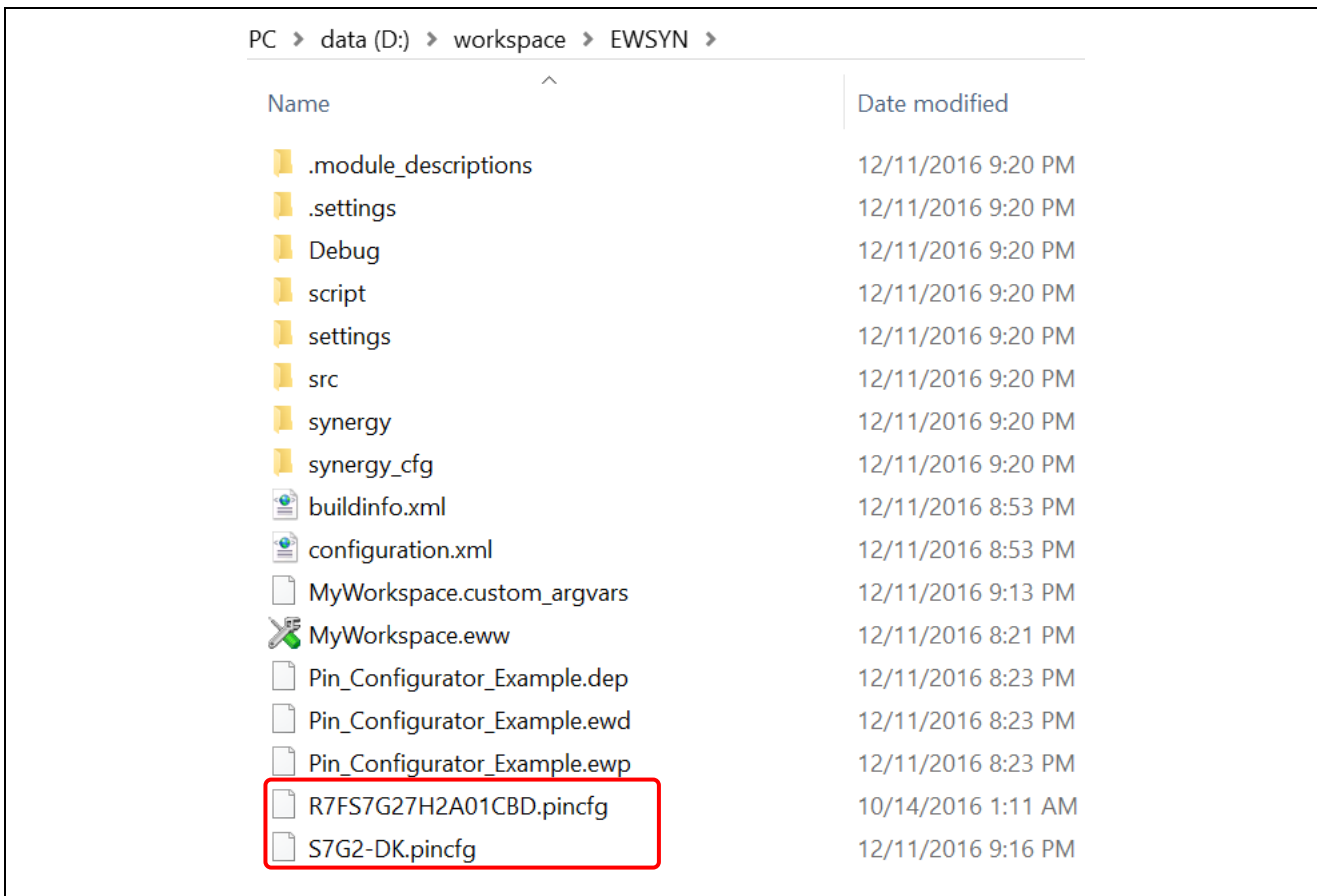 PC > data (D:) > workspace > EWSYN >
Name Date modified
.module_descriptions 12/11/2016 9:20 PM
.settings 12/11/2016 9:20 PM
Debug 12/11/2016 9:20 PM
script 12/11/2016 9:20 PM
settings 12/11/2016 9:20 PM
src 12/11/2016 9:20 PM
synergy 12/11/2016 9:20 PM
synergy_cfg 12/11/2016 9:20 PM
buildinfo.xml 12/11/2016 8:53 PM
configuration.xml 12/11/2016 8:53 PM
MyWorkspace.custom_argvars 12/11/2016 9:13 PM
MyWorkspace.eww 12/11/2016 8:21 PM
Pin_Configurator_Example.dep 12/11/2016 8:23 PM
Pin_Configurator_Example.ewd 12/11/2016 8:23 PM
Pin_Configurator_Example.ewp 12/11/2016 8:23 PM
R7FS7G27H2A01CBD.pincfg 10/14/2016 1:11 AM
S7G2-DK.pincfg 12/11/2016 9:16 PM